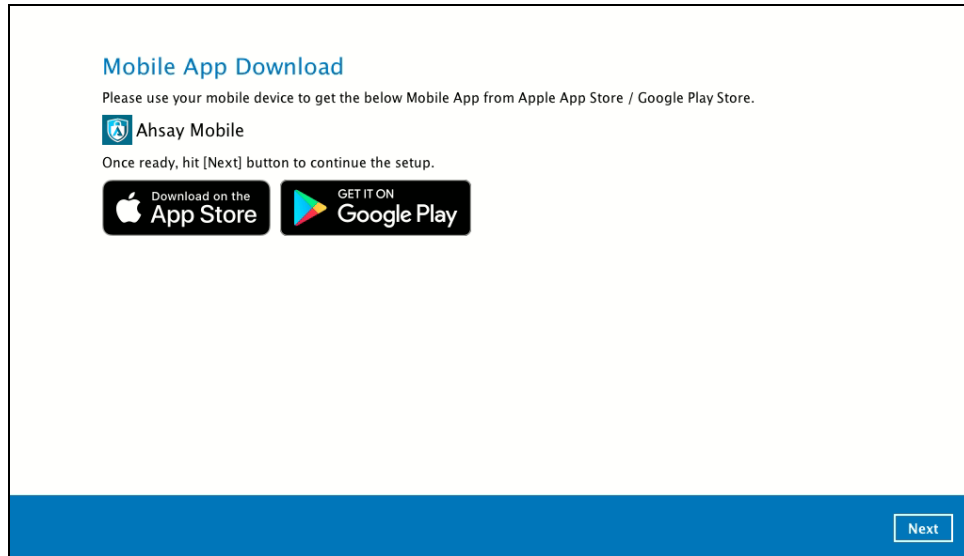 Mobile App Download
Please use your mobile device to get the below Mobile App from Apple App Store / Google Play Store.
Ahsay Mobile
Once ready, hit [Next] button to continue the setup.
Download on the
App Store
GET IT ON
Google Play
Next